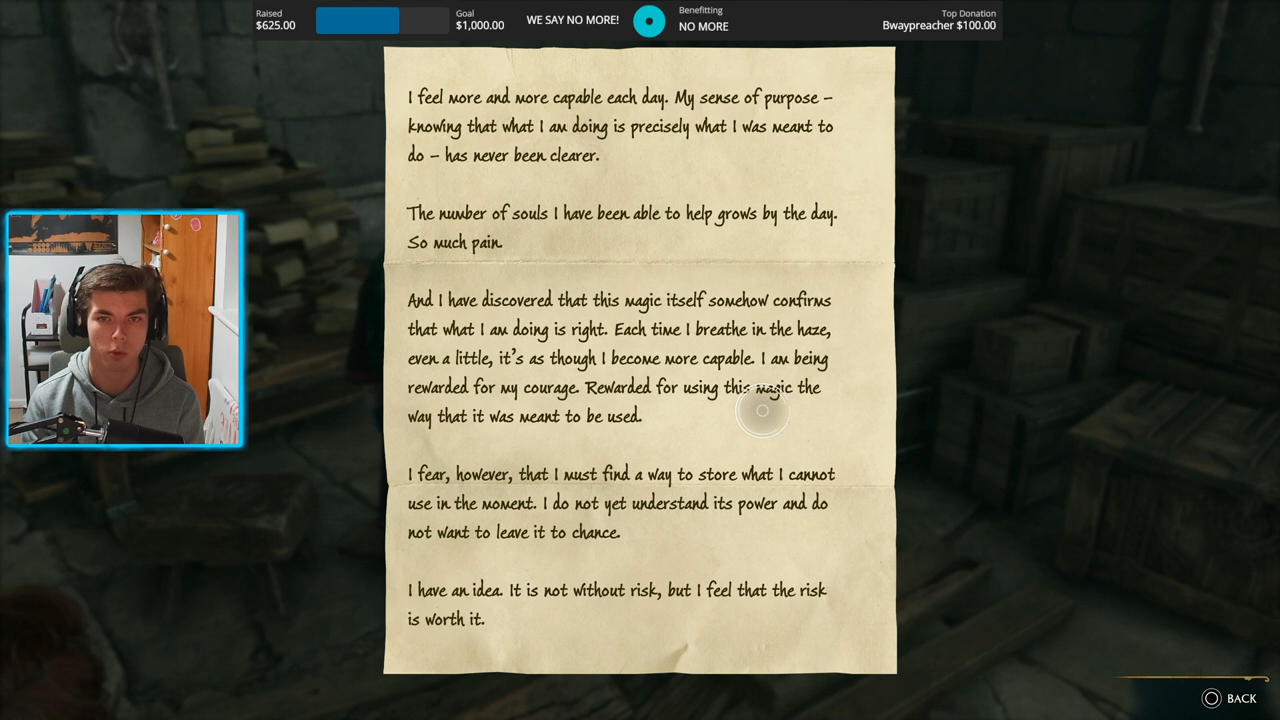 Raised
$625.00
Goal
$1,000.00
WE SAY NO MORE!
Benefitting
NO MORE
Top Donation
Bwaypreacher $100.00
I feel more and more capable each day. My sense of purpose –
knowing that what I am doing is precisely what I was meant to
do – has never been clearer.
The number of souls I have been able to help grows by the day.
So much pain.
And I have discovered that this magic itself somehow confirms
that what I am doing is right. Each time I breathe in the haze,
even a little, it's as though I become more capable. I am being
rewarded for my courage. Rewarded for using this magic the
way that it was meant to be used.
I fear, however, that I must find a way to store what I cannot
use in the moment. I do not yet understand its power and do
not want to leave it to chance.
I have an idea. It is not without risk, but I feel that the risk
is worth it.
BACK